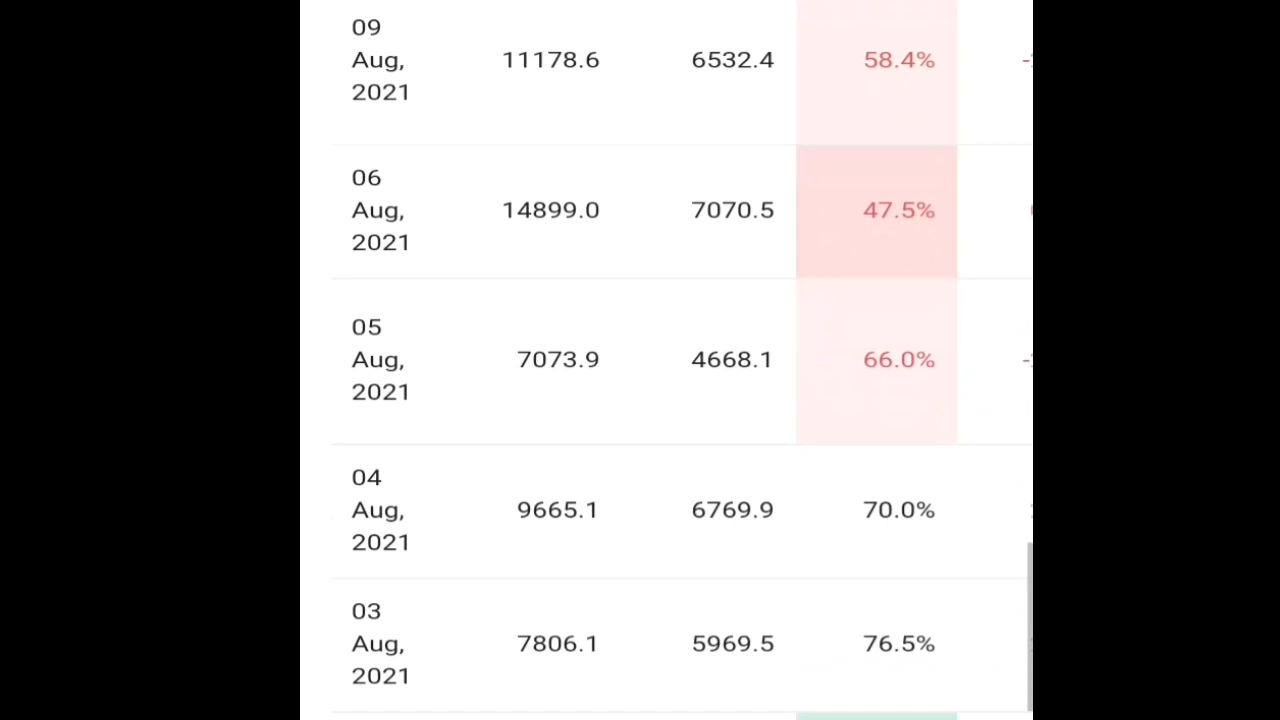 09
Aug,
2021
11178.6 6532.4 58.4%
06
Aug,
2021
14899.0 7070.5 47.5%
05
Aug,
2021
7073.9 4668.1 66.0%
04
Aug,
2021
9665.1 6769.9 70.0%
03
Aug,
2021
7806.1 5969.5 76.5%